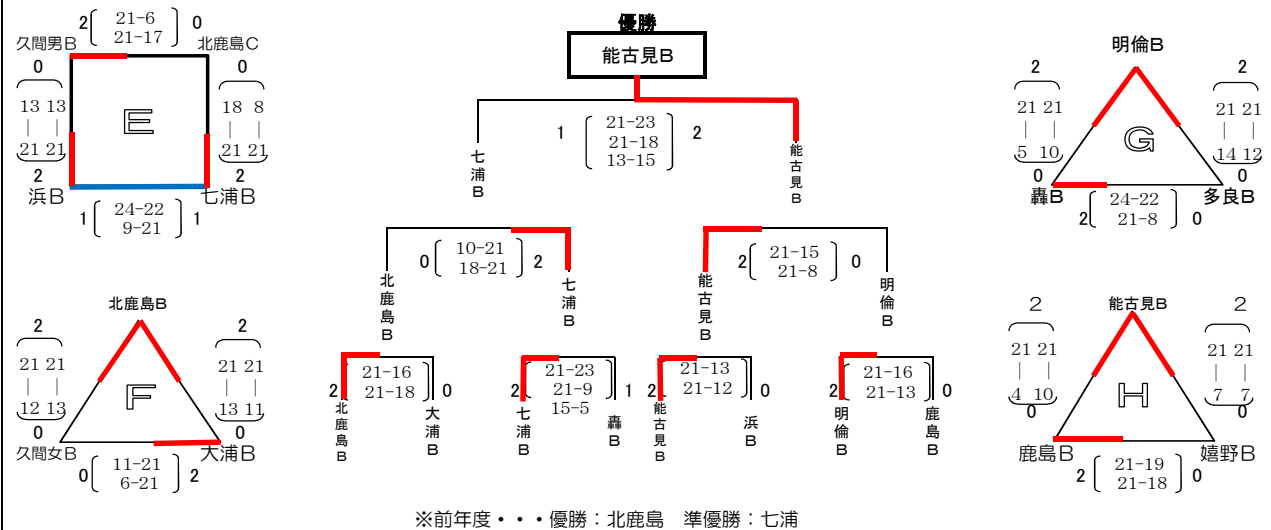 優勝
能古見B
1 21-23 2
21-18
13-15
七浦B
能古見B
0 10-21 2
18-21
北鹿島B
七浦B
2 21-15 0
21-8
能古見B
明倫B
2 21-16 0
21-18
北鹿島B
大浦B
2 21-23 1
21-9
15-5
七浦B
轟B
2 21-13 0
21-12
能古見B
浜B
2 21-16 0
21-13
明倫B
鹿島B
2 21-6 0
21-17
久間男B 北鹿島C
0 0
13 13 18 8
| | | |
21 21 21 21
E
2 2
浜B 七浦B
1 24-22 1
9-21
北鹿島B
2 2
21 21 21 21
| | | |
12 13 13 11
F
0 0
久間女B 大浦B
0 11-21 2
6-21
明倫B
2 2
21 21 21 21
| | | |
5 10 14 12
G
0 0
轟B 多良B
2 24-22 0
21-8
能古見B
2 2
21 21 21 21
| | | |
4 10 7 7
H
0 0
鹿島B 嬉野B
2 21-19 0
21-18
※前年度・・・優勝：北鹿島 準優勝：七浦